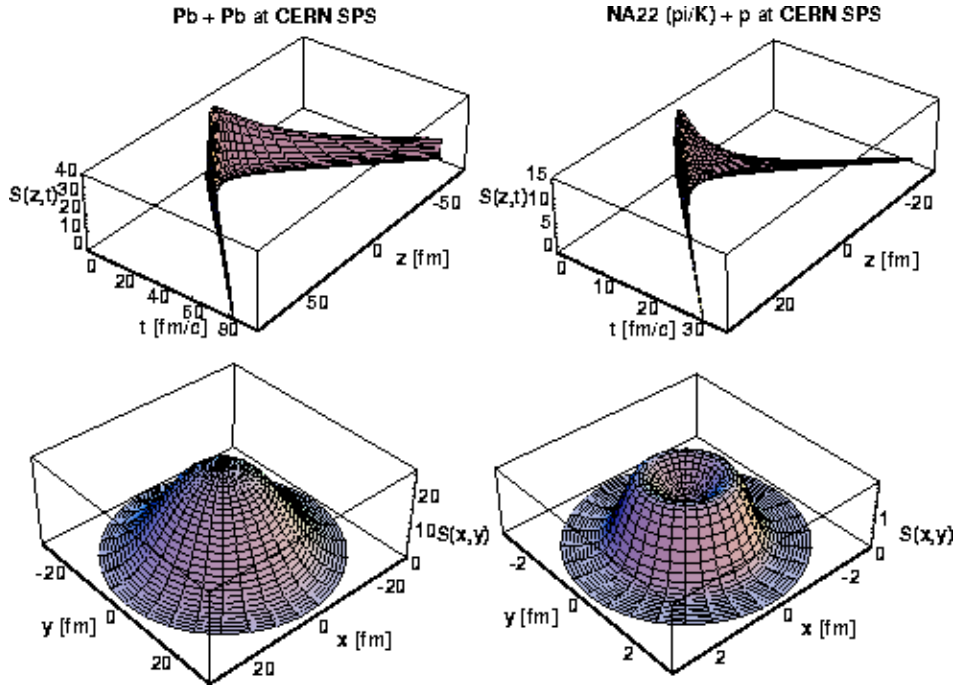 Pb + Pb at CERN SPS
NA22 (pi/K) + p at CERN SPS
40
30
20
10
0
S(z,t)
0
20
40
60
80
t [fm/c]
-50
0
50
z [fm]
15
10
5
0
S(z,t)
0
10
20
30
t [fm/c]
-20
0
20
z [fm]
20
10
0
S(x,y)
-20
0
20
y [fm]
-20
0
20
x [fm]
1
0
S(x,y)
-2
0
2
y [fm]
-2
0
2
x [fm]